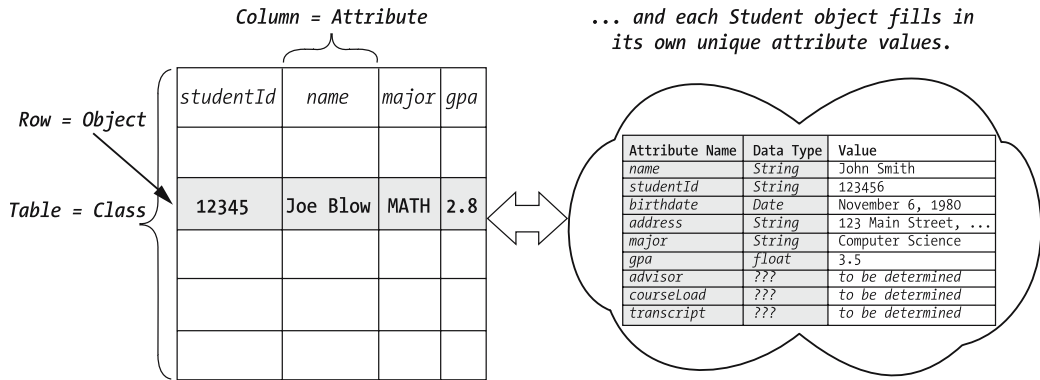 Column = Attribute
... and each Student object fills in
its own unique attribute values.
studentId name major gpa
Row = Object
Table = Class
12345 Joe Blow MATH 2.8
Attribute Name Data Type Value
name String John Smith
studentId String 123456
birthdate Date November 6, 1980
address String 123 Main Street, ...
major String Computer Science
gpa float 3.5
advisor ??? to be determined
courseLoad ??? to be determined
transcript ??? to be determined